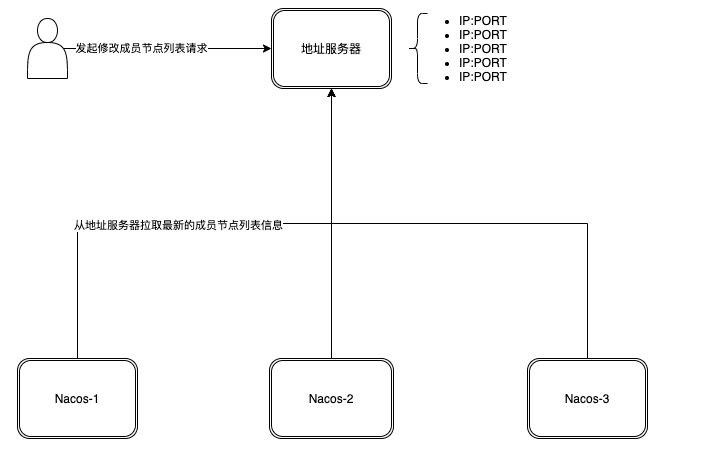 发起修改成员节点列表请求
地址服务器
• IP:PORT
• IP:PORT
• IP:PORT
• IP:PORT
• IP:PORT
从地址服务器拉取最新的成员节点列表信息
Nacos-1
Nacos-2
Nacos-3